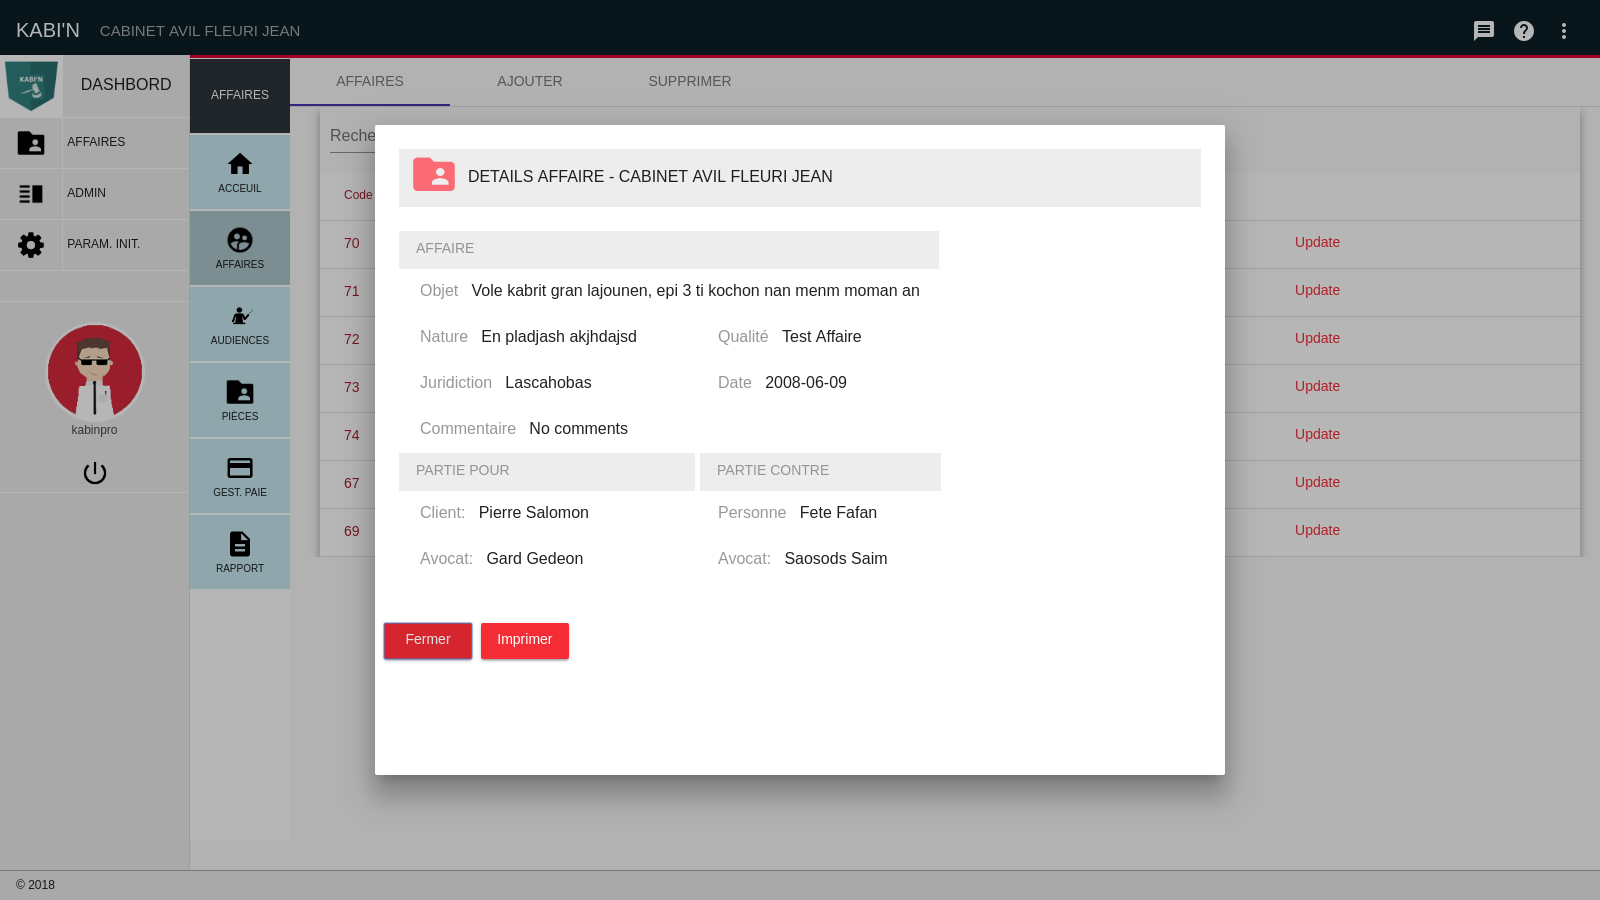 KABI'N CABINET AVIL FLEURI JEAN
KABI'N
DASHBORD
AFFAIRES
ADMIN
PARAM. INIT.
kabinpro
AFFAIRES
ACCEUIL
AFFAIRES
AUDIENCES
PIÈCES
GEST. PAIE
RAPPORT
AFFAIRES AJOUTER SUPPRIMER
Code
70 Update
71 Update
72 Update
73 Update
74 Update
67 Update
69 Update
DETAILS AFFAIRE - CABINET AVIL FLEURI JEAN
AFFAIRE
Objet Vole kabrit gran lajounen, epi 3 ti kochon nan menm moman an
Nature En pladjash akjhdajsd Qualité Test Affaire
Juridiction Lascahobas Date 2008-06-09
Commentaire No comments
PARTIE POUR PARTIE CONTRE
Client: Pierre Salomon Personne Fete Fafan
Avocat: Gard Gedeon Avocat: Saosods Saim
Fermer Imprimer
© 2018